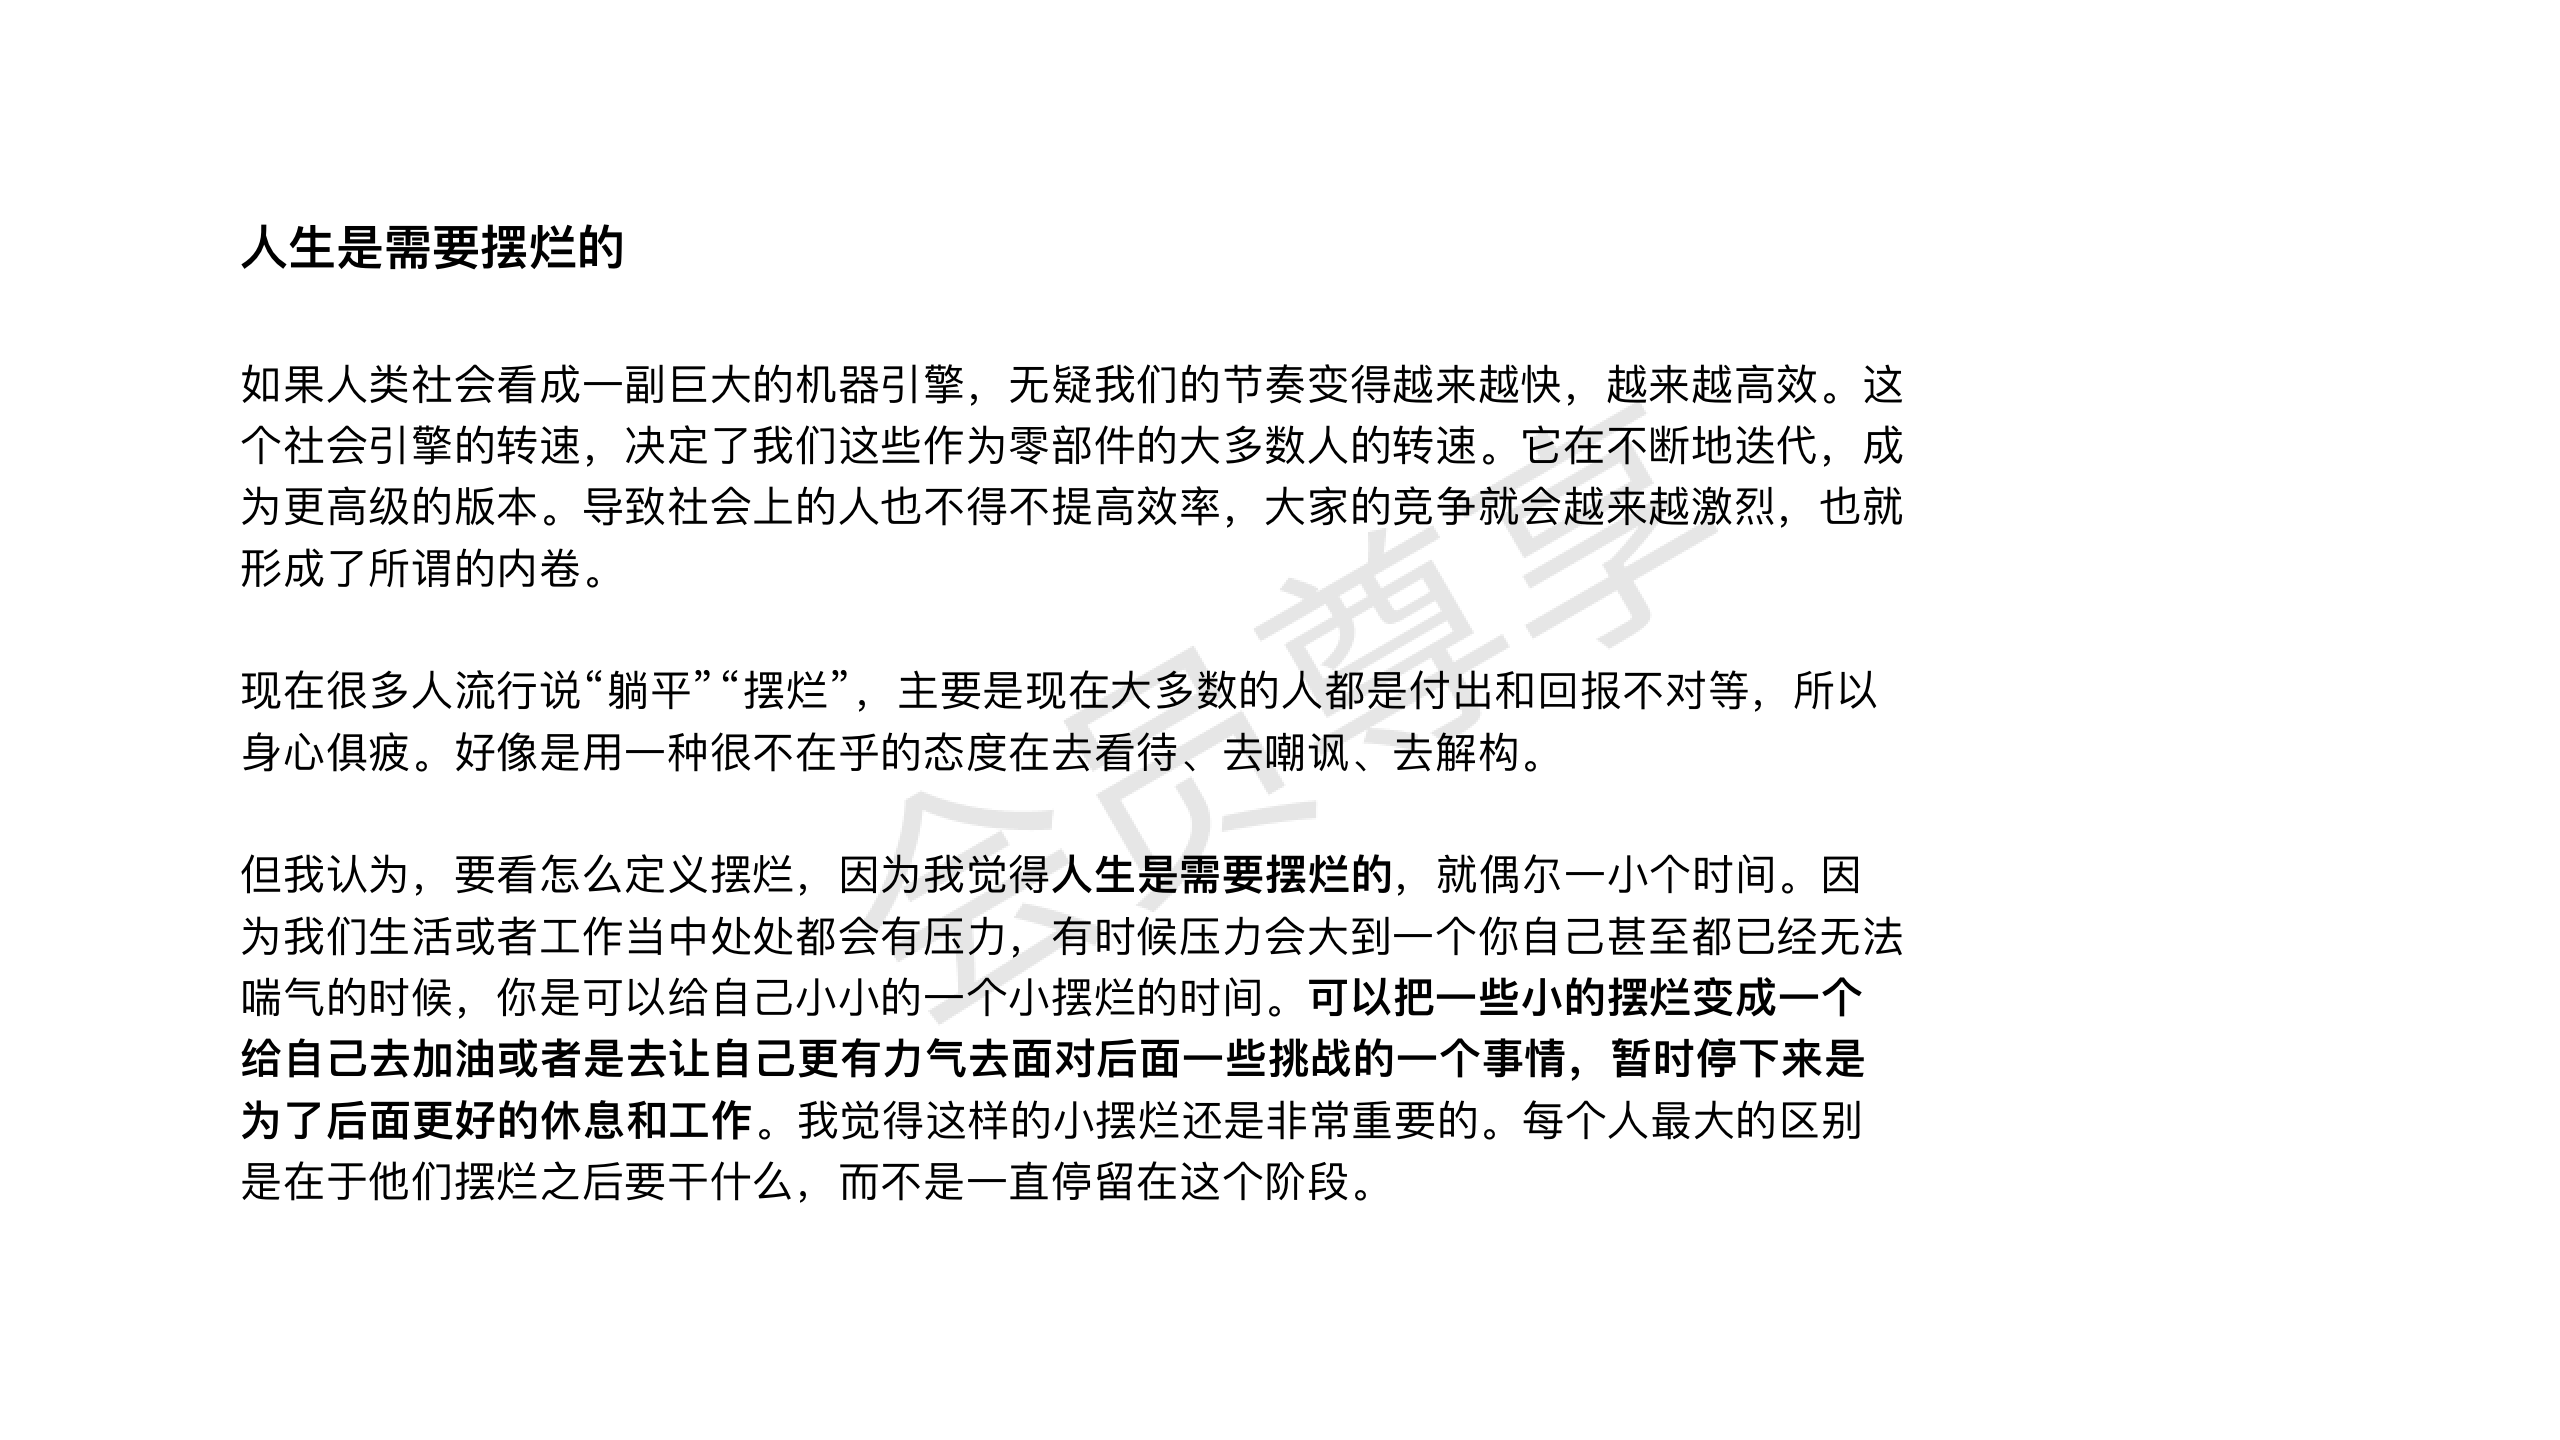 人生是需要摆烂的
如果人类社会看成一副巨大的机器引擎，无疑我们的节奏变得越来越快，越来越高效。这
个社会引擎的转速，决定了我们这些作为零部件的大多数人的转速。它在不断地迭代，成
为更高级的版本。导致社会上的人也不得不提高效率，大家的竞争就会越来越激烈，也就
形成了所谓的内卷。
现在很多人流行说“躺平”“摆烂”，主要是现在大多数的人都是付出和回报不对等，所以
身心俱疲。好像是用一种很不在乎的态度在去看待、去嘲讽、去解构。
但我认为，要看怎么定义摆烂，因为我觉得人生是需要摆烂的，就偶尔一小个时间。因
为我们生活或者工作当中处处都会有压力，有时候压力会大到一个你自己甚至都已经无法
喘气的时候，你是可以给自己小小的一个小摆烂的时间。可以把一些小的摆烂变成一个
给自己去加油或者是去让自己更有力气去面对后面一些挑战的一个事情，暂时停下来是
为了后面更好的休息和工作。我觉得这样的小摆烂还是非常重要的。每个人最大的区别
是在于他们摆烂之后要干什么，而不是一直停留在这个阶段。
会员尊享